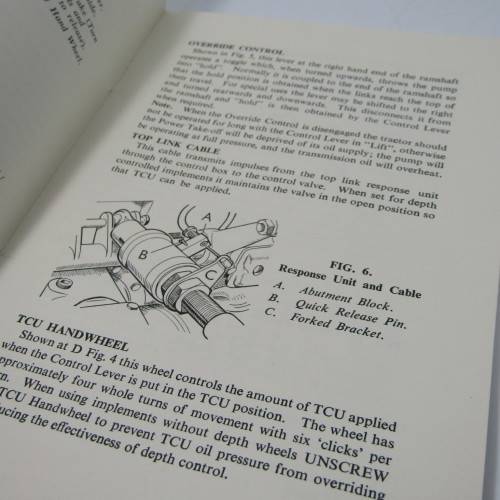 ake (Turn
ds and
to release).
y Hand Wheel.
OVERRIDE CONTROL
Shown in Fig. 5, this lever at the right hand end of the ramshaft
operates a toggle which, when turned upwards, throws the pump
into "hold". Normally it is coupled to the end of the ramshaft so
that the hold position is obtained when the links reach the top of
their travel. For special uses the lever may be shifted to the right
and turned rearwards and downwards. This disconnects it from
the ramshaft and "hold" is then obtained by the Control Lever
when required.
Note. When the Override Control is disengaged the tractor should
not be operated for long with the Control Lever in "Lift", otherwise
the Power Take-off will be deprived of its oil supply; the pump will
be operating at full pressure, and the transmission oil will overheat.
TOP LINK CABLE
This cable transmits impulses from the top link response unit
through the control box to the control valve. When set for depth
controlled implements it maintains the valve in the open position so
that TCU can be applied.
A
B
C
FIG. 6.
Response Unit and Cable
A. Abutment Block.
B. Quick Release Pin.
C. Forked Bracket.
TCU HANDWHEEL
Shown at D Fig. 4 this wheel controls the amount of TCU applied
when the Control Lever is put in the TCU position. The wheel has
approximately four whole turns of movement with six 'clicks' per
rn. When using implements without depth wheels UNSCREW
TCU Handwheel to prevent TCU oil pressure from overriding
ducing the effectiveness of depth control.